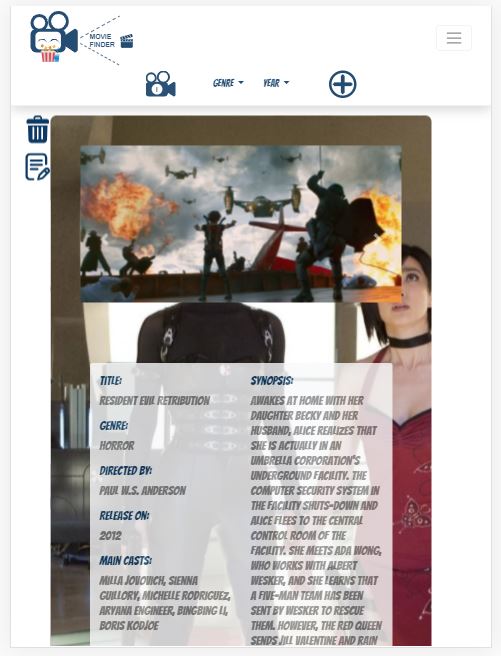 MOVIE
FINDER
GENRE
YEAR
TITLE:
RESIDENT EVIL RETRIBUTION
GENRE:
HORROR
DIRECTED BY:
PAUL W.S. ANDERSON
RELEASE ON:
2012
MAIN CASTS:
MILLA JOVOVICH, SIENNA
GUILLORY, MICHELLE RODRIGUEZ,
ARYANA ENGINEER, BINGBING LI,
BORIS KODJOE
SYNOPSIS:
AWAKES AT HOME WITH HER
DAUGHTER BECKY AND HER
HUSBAND, ALICE REALIZES THAT
SHE IS ACTUALLY IN AN
UMBRELLA CORPORATION'S
UNDERGROUND FACILITY. THE
COMPUTER SECURITY SYSTEM IN
THE FACILITY SHUTS-DOWN AND
ALICE FLEES TO THE CENTRAL
CONTROL ROOM OF THE
FACILITY. SHE MEETS ADA WONG,
WHO WORKS WITH ALBERT
WESKER, AND SHE LEARNS THAT
A FIVE-MAN TEAM HAS BEEN
SENT BY WESKER TO RESCUE
THEM. HOWEVER, THE RED QUEEN
SENDS JILL VALENTINE AND RAIN